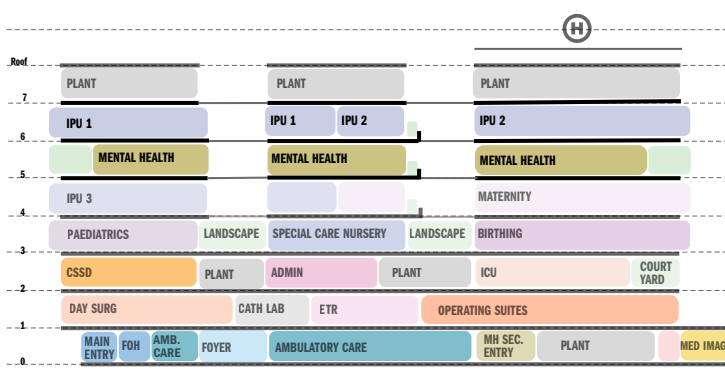 H
Roof
PLANT PLANT PLANT
7
IPU 1 IPU 1 IPU 2 IPU 2
6
MENTAL HEALTH MENTAL HEALTH MENTAL HEALTH
5
IPU 3 MATERNITY
4
PAEDIATRICS LANDSCAPE SPECIAL CARE NURSERY LANDSCAPE BIRTHING
3
CSSD PLANT ADMIN PLANT ICU COURT
YARD
2
DAY SURG CATH LAB ETR OPERATING SUITES
1
MAIN
ENTRY FOH AMB.
CARE FOYER AMBULATORY CARE MH SEC.
ENTRY PLANT MED IMAG
0